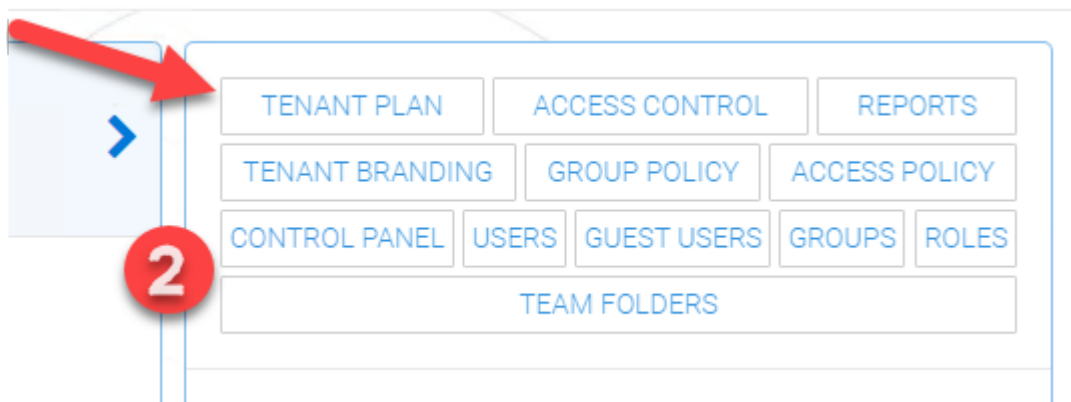 TENANT PLAN ACCESS CONTROL REPORTS
TENANT BRANDING GROUP POLICY ACCESS POLICY
CONTROL PANEL USERS GUEST USERS GROUPS ROLES
2
TEAM FOLDERS